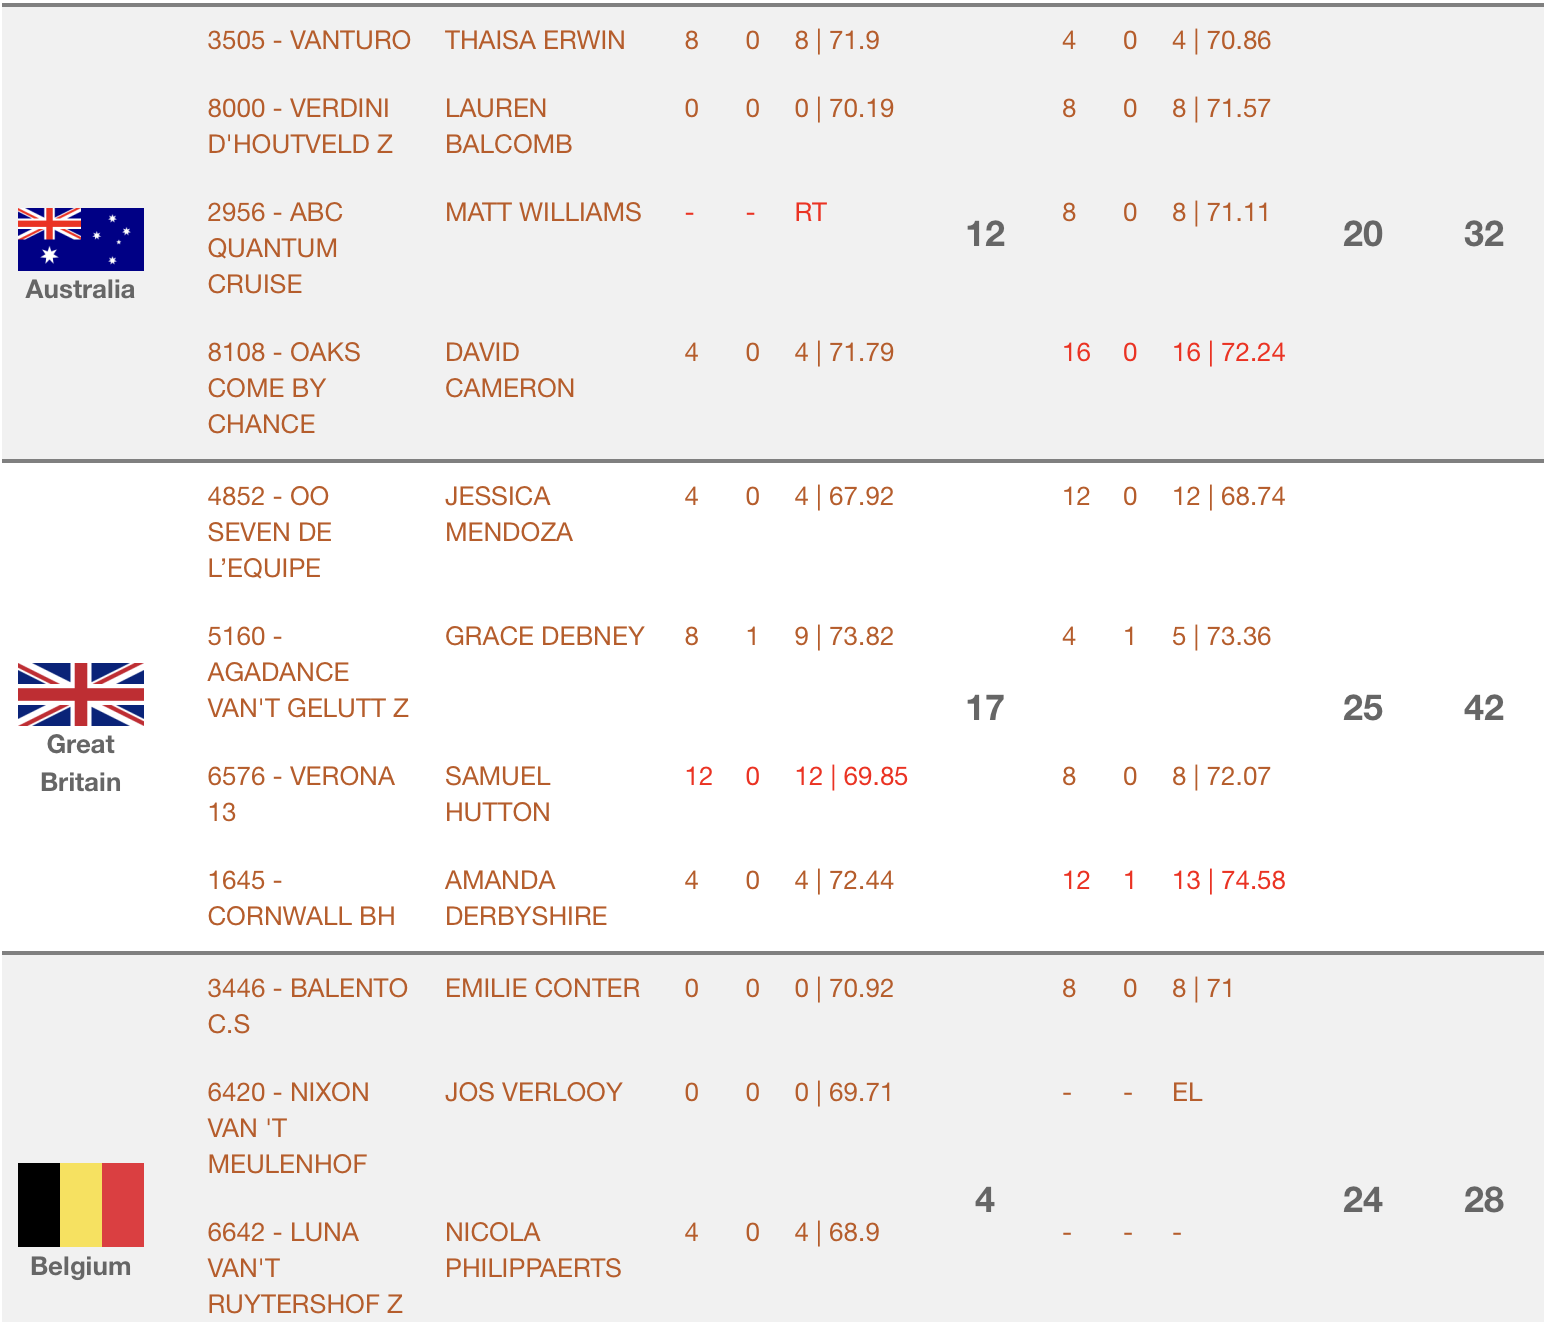 3505 - VANTURO THAISA ERWIN 8 0 8 | 71.9 4 0 4 | 70.86
8000 - VERDINI LAUREN 0 0 0 | 70.19 8 0 8 | 71.57
D'HOUTVELD Z BALCOMB
2956 - ABC MATT WILLIAMS - - RT 8 0 8 | 71.11
12 20 32
QUANTUM
CRUISE
Australia
8108 - OAKS DAVID 4 0 4 | 71.79 16 0 16 | 72.24
COME BY CAMERON
CHANCE
4852 - OO JESSICA 4 0 4 | 67.92 12 0 12 | 68.74
SEVEN DE MENDOZA
L’EQUIPE
5160 - GRACE DEBNEY 8 1 9 | 73.82 4 1 5 | 73.36
AGADANCE
VAN'T GELUTT Z 17 25 42
Great
Britain
6576 - VERONA SAMUEL 12 0 12 | 69.85 8 0 8 | 72.07
13 HUTTON
1645 - AMANDA 4 0 4 | 72.44 12 1 13 | 74.58
CORNWALL BH DERBYSHIRE
3446 - BALENTO EMILIE CONTER 0 0 0 | 70.92 8 0 8 | 71
C.S
6420 - NIXON JOS VERLOOY 0 0 0 | 69.71 - - EL
VAN 'T
MEULENHOF
4 24 28
6642 - LUNA NICOLA 4 0 4 | 68.9 - - -
VAN'T PHILIPPAERTS
Belgium
RUYTERSHOF Z